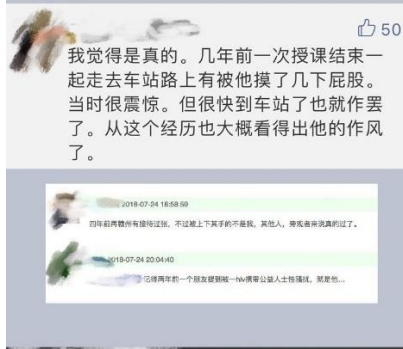 50
我觉得是真的。几年前一次授课结束一
起走去车站路上有被他摸了几下屁股。
当时很震惊。但很快到车站了也就作罢
了。从这个经历也大概看得出他的作风
了。
2018-07-24 18:58:59
四年前再赣州有接待过张，不过被上下其手的不是我，其他人，旁观者来浇真的过了。
2018-07-24 20:04:40
记得两年前一个朋友提到被一hiv携带公益人士性骚扰，就是他...